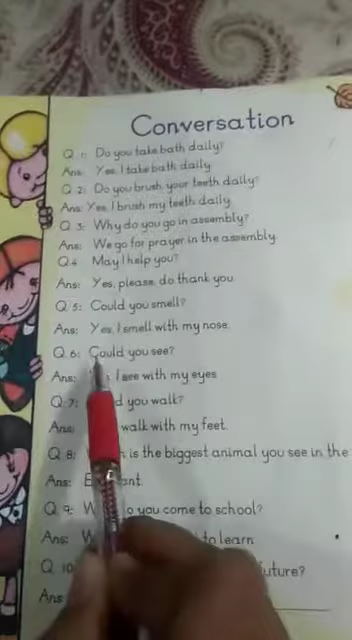 Conversation
Q 1: Do you take bath daily?
Ans: Yes, I take bath daily.
Q 2: Do you brush your teeth daily?
Ans: Yes, I brush my teeth daily.
Q 3: Why do you go in assembly?
Ans: We go for prayer in the assembly.
Q.4: May I help you?
Ans: Yes, please, do thank you.
Q 5: Could you smell?
Ans: Yes, I smell with my nose.
Q.6: Could you see?
Ans: I see with my eyes.
Q.7: you walk?
Ans: walk with my feet.
Q 8: is the biggest animal you see in the
Ans:
Q 9: you come to school?
Ans: to learn
Q 10 future?
Ans